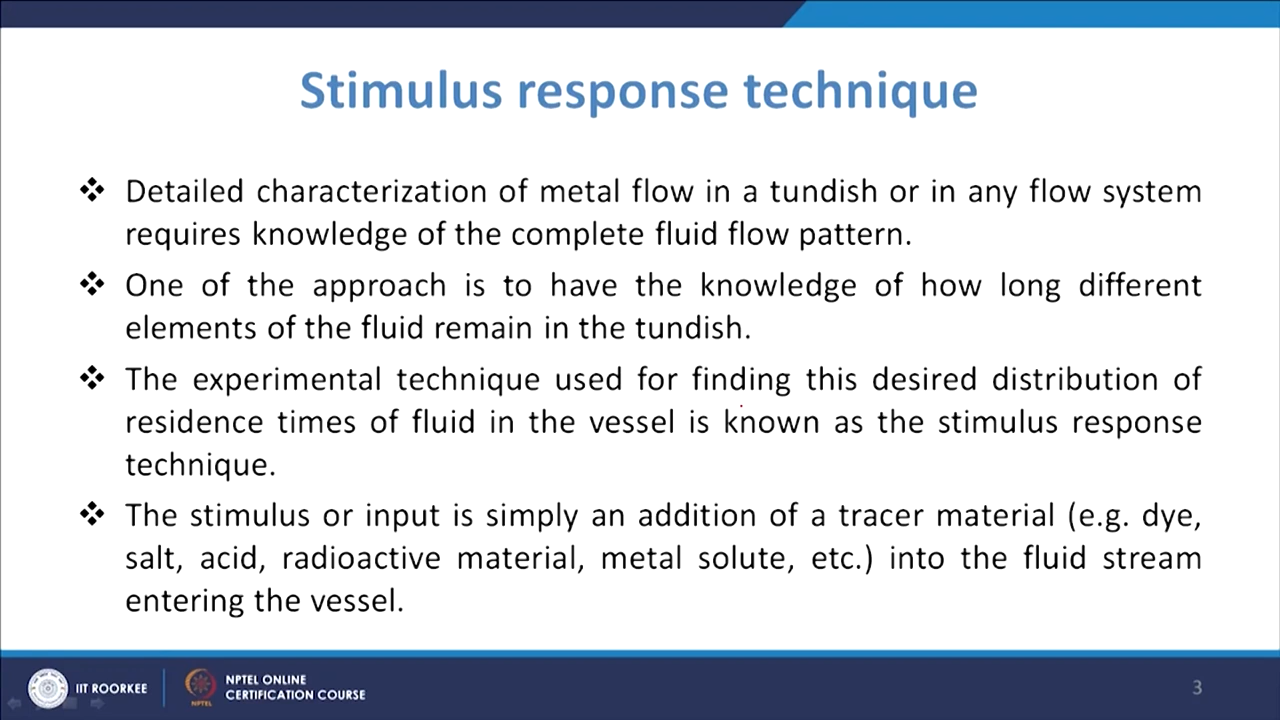 Stimulus response technique
❖ Detailed characterization of metal flow in a tundish or in any flow system
requires knowledge of the complete fluid flow pattern.
❖ One of the approach is to have the knowledge of how long different
elements of the fluid remain in the tundish.
❖ The experimental technique used for finding this desired distribution of
residence times of fluid in the vessel is known as the stimulus response
technique.
❖ The stimulus or input is simply an addition of a tracer material (e.g. dye,
salt, acid, radioactive material, metal solute, etc.) into the fluid stream
entering the vessel.
IIT ROORKEE
NPTEL
NPTEL ONLINE
CERTIFICATION COURSE
3